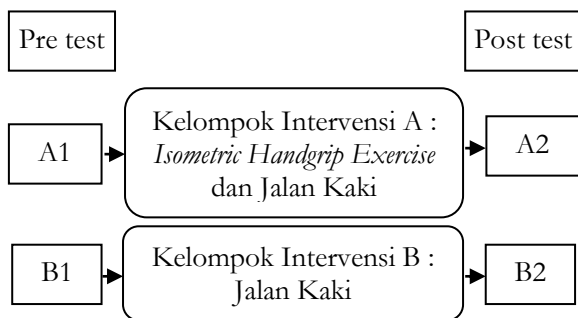 Pre test
Post test
A1
Kelompok Intervensi A :
Isometric Handgrip Exercise
dan Jalan Kaki
A2
B1
Kelompok Intervensi B :
Jalan Kaki
B2